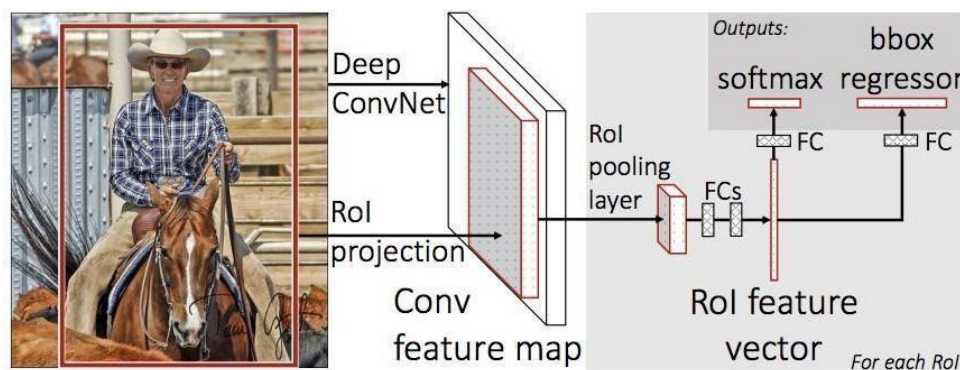 Deep
ConvNet
RoI
projection
Conv
feature map
RoI
pooling
layer
FCs
RoI feature
vector
For each RoI
Outputs:
softmax
bbox
regressor
FC
FC